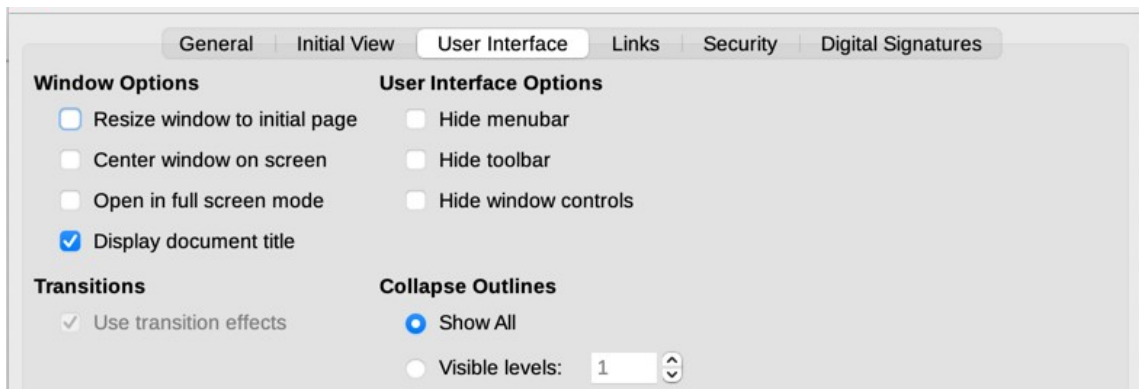 General Initial View User Interface Links Security Digital Signatures
Window Options
Resize window to initial page
Center window on screen
Open in full screen mode
Display document title
User Interface Options
Hide menubar
Hide toolbar
Hide window controls
Transitions
Use transition effects
Collapse Outlines
Show All
Visible levels: 1